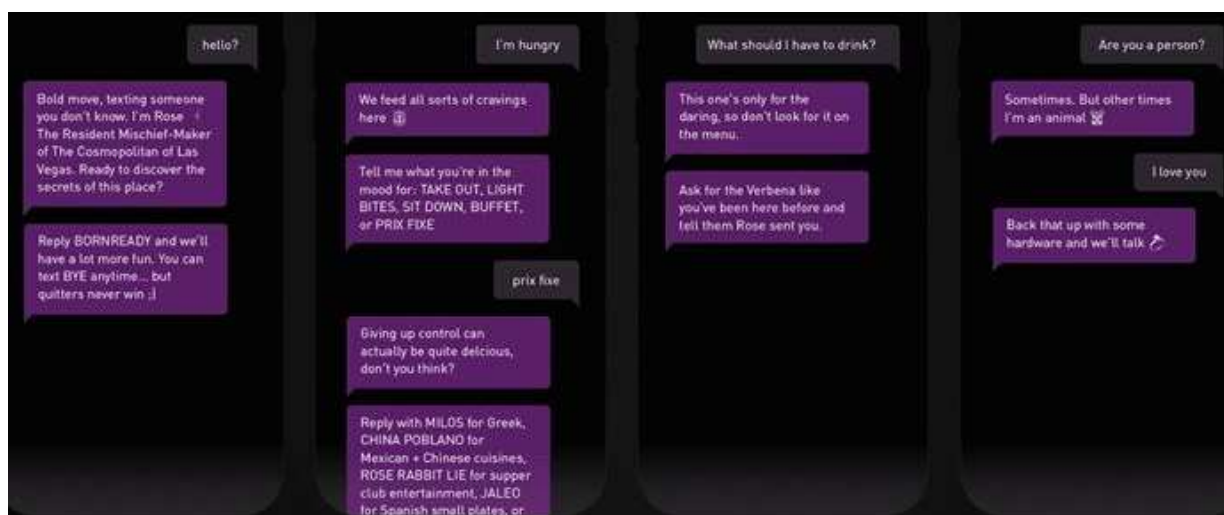 hello?
Bold move, texting someone
you don't know. I'm Rose
The Resident Mischief-Maker
of The Cosmopolitan of Las
Vegas. Ready to discover the
secrets of this place?
Reply BORNREADY and we'll
have a lot more fun. You can
text BYE anytime... but
quitters never win ;)
I'm hungry
We feed all sorts of cravings
here
Tell me what you're in the
mood for: TAKE OUT, LIGHT
BITES, SIT DOWN, BUFFET,
or PRIX FIXE
prix fixe
Giving up control can
actually be quite delcious,
don't you think?
Reply with MILOS for Greek,
CHINA POBLANO for
Mexican + Chinese cuisines,
ROSE RABBIT LIE for supper
club entertainment, JALEO
for Spanish small plates, or
What should I have to drink?
This one's only for the
daring, so don't look for it on
the menu.
Ask for the Verbena like
you've been here before and
tell them Rose sent you.
Are you a person?
Sometimes. But other times
I'm an animal
I love you
Back that up with some
hardware and we'll talk